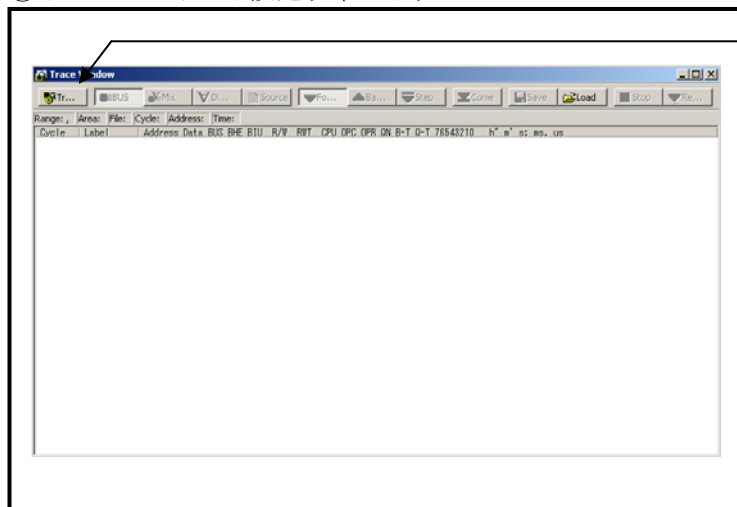 Trace Window
Tr... BUS Mix Di... Source Fo... Ba... Step Come Save Load Stop Re...
Range: , Area: File: Cycle: Address: Time:
Cycle Label Address Data BUS BHE BIU R/W RWT CPU OPC OPR QN B-T Q-T 76543210 h" m' s: ms. us